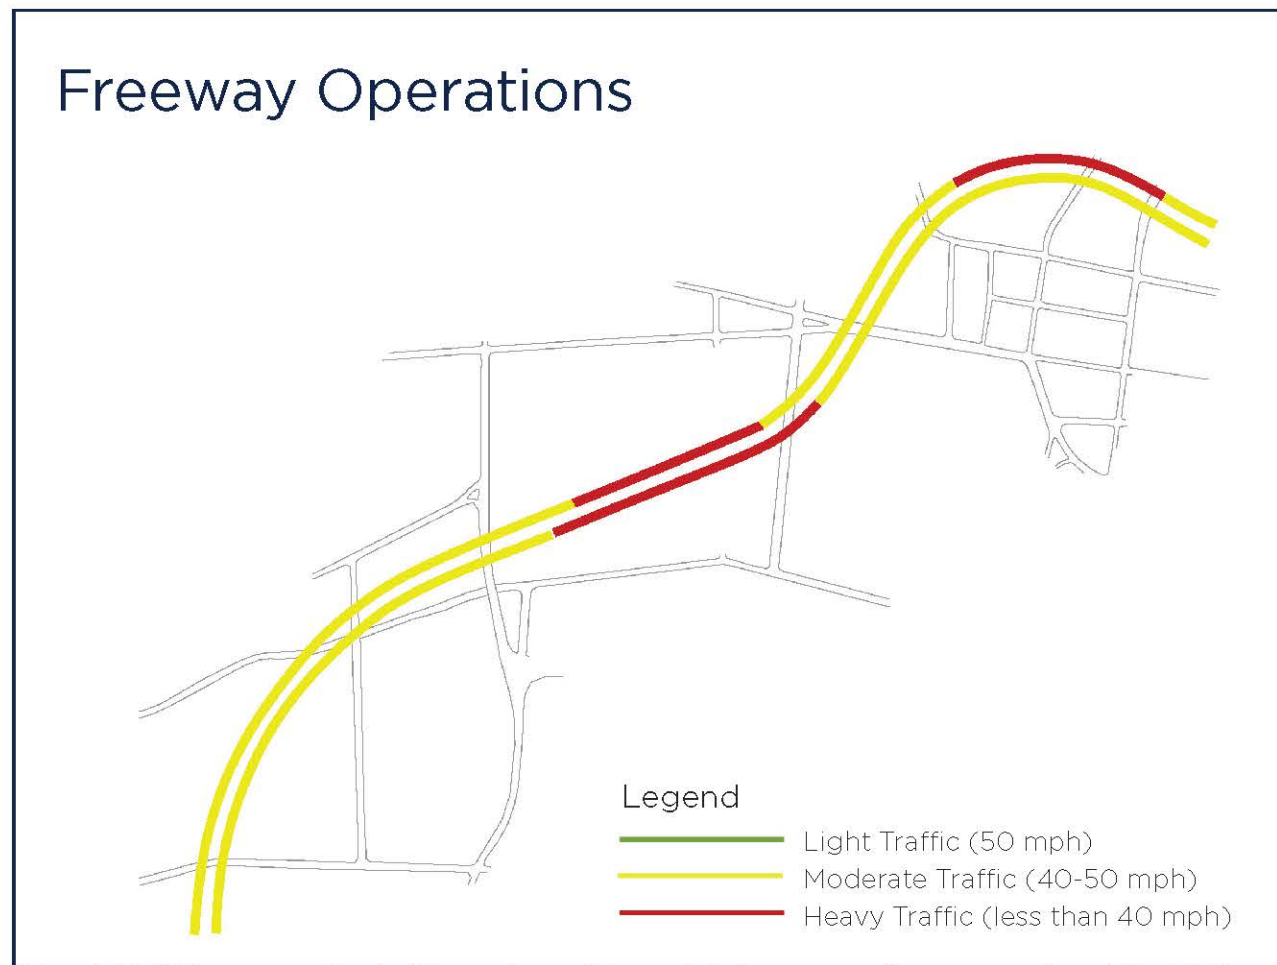 Freeway Operations
Legend
Light Traffic (50 mph)
Moderate Traffic (40-50 mph)
Heavy Traffic (less than 40 mph)